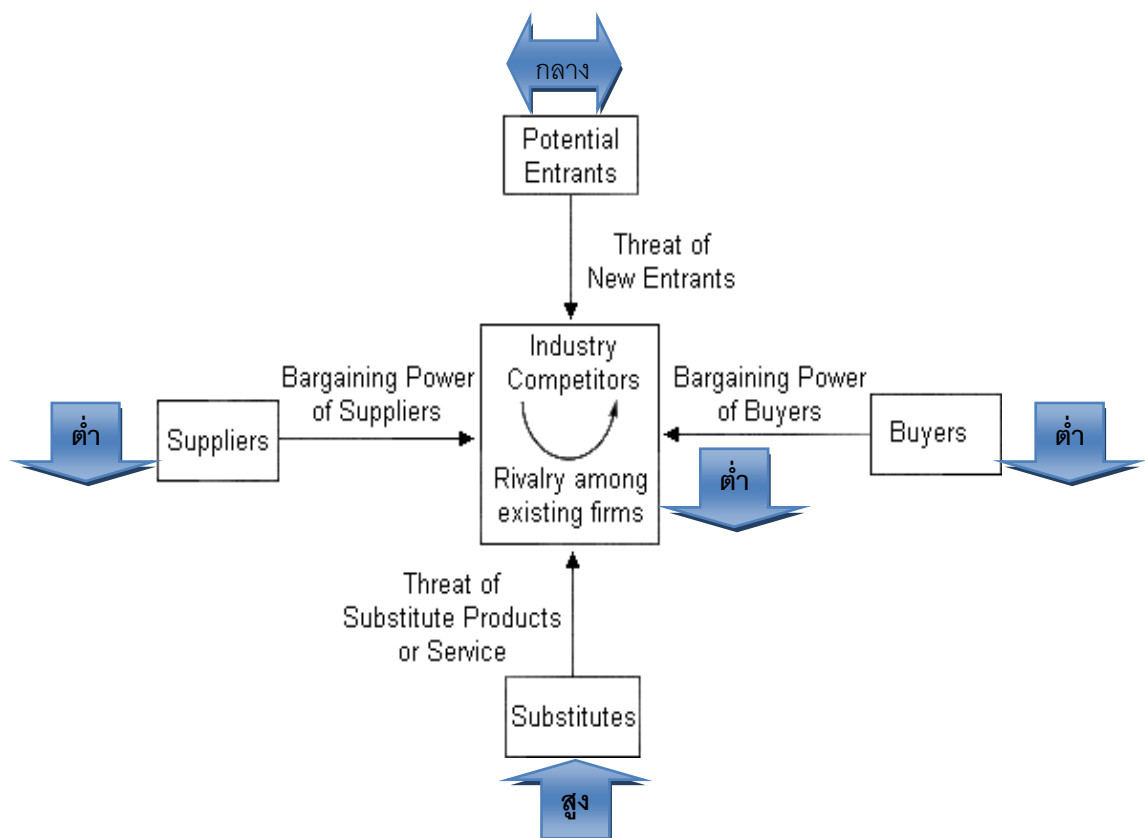 กลาง
Potential
Entrants
Threat of
New Entrants
Industry
Competitors
Bargaining Power
of Suppliers
Bargaining Power
of Buyers
ต่ำ
Suppliers
Buyers
ต่ำ
Rivalry among
existing firms
ต่ำ
Threat of
Substitute Products
or Service
Substitutes
สูง